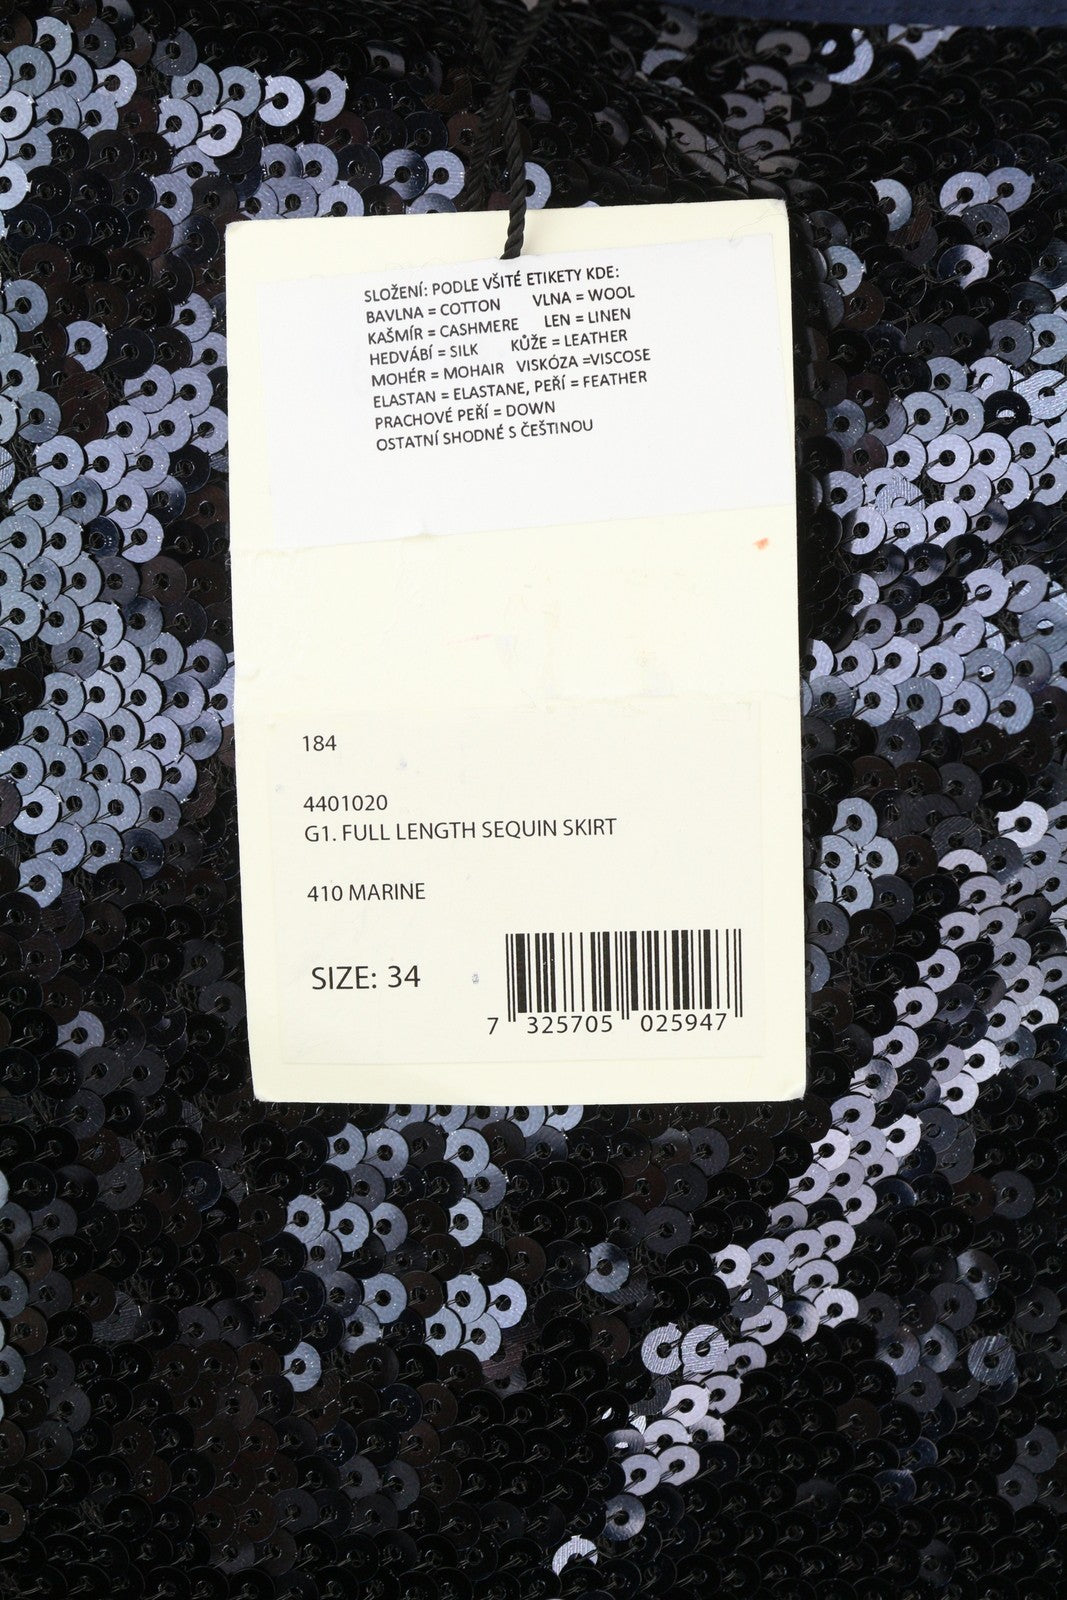 SLOŽENÍ: PODLE VŠITÉ ETIKETY KDE:
BAVLNA = COTTON VLNA = WOOL
KAŠMÍR = CASHMERE LEN = LINEN
HEDVÁBÍ = SILK KŮŽE = LEATHER
MOHÉR = MOHAIR VISKÓZA =VISCOSE
ELASTAN = ELASTANE, PEŘÍ = FEATHER
PRACHOVÉ PEŘÍ = DOWN
OSTATNÍ SHODNÉ S ČEŠTINOU
184
4401020
G1. FULL LENGTH SEQUIN SKIRT
410 MARINE
SIZE: 34
7 325705 025947